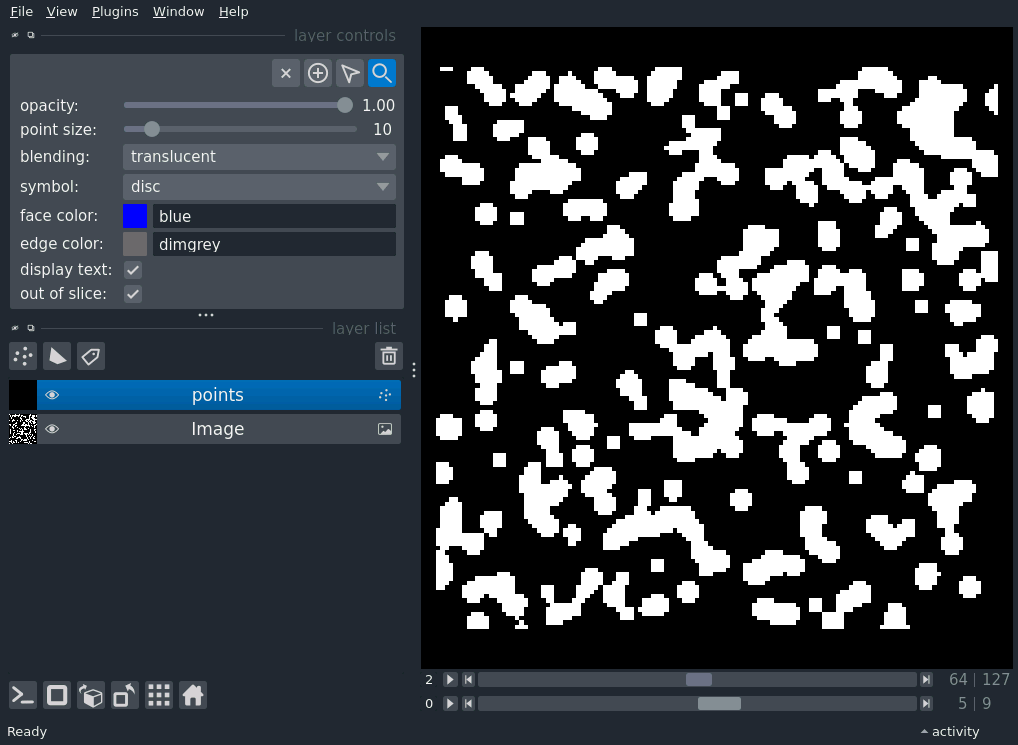 File View Plugins Window Help
layer controls
opacity: 1.00
point size: 10
blending: translucent
symbol: disc
face color: blue
edge color: dimgrey
display text:
out of slice:
layer list
points
Image
2 64 | 127
0 5 | 9
Ready activity